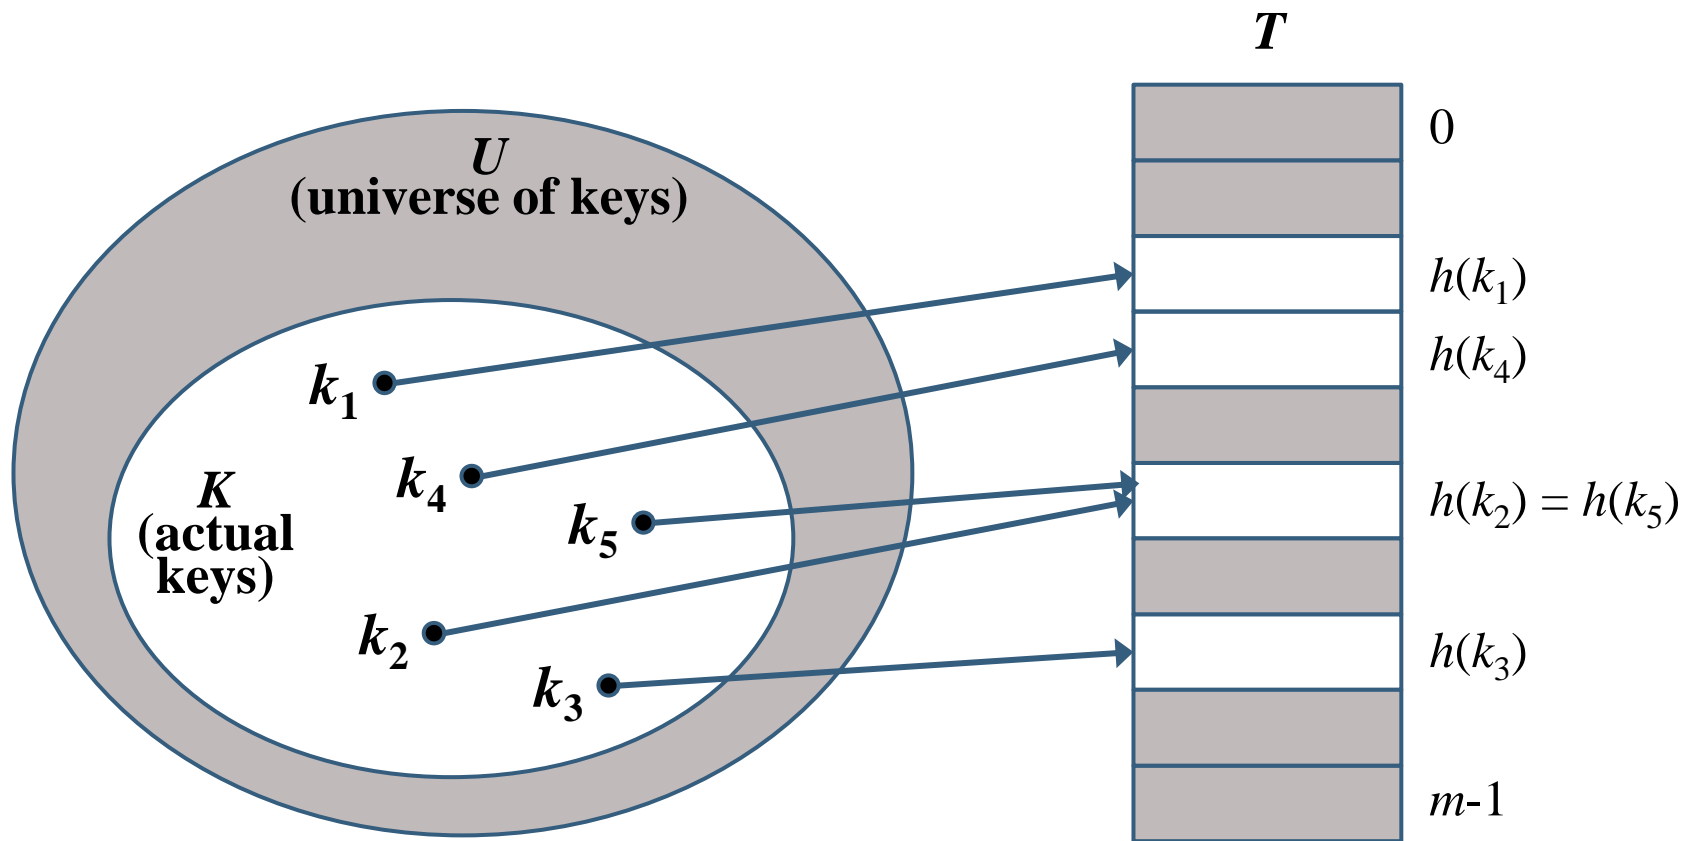 T
0
U
(universe of keys)
h(k₁)
h(k₄)
k₁
k₄
K
(actual
keys)
k₅
h(k₂) = h(k₅)
k₂
h(k₃)
k₃
m-1